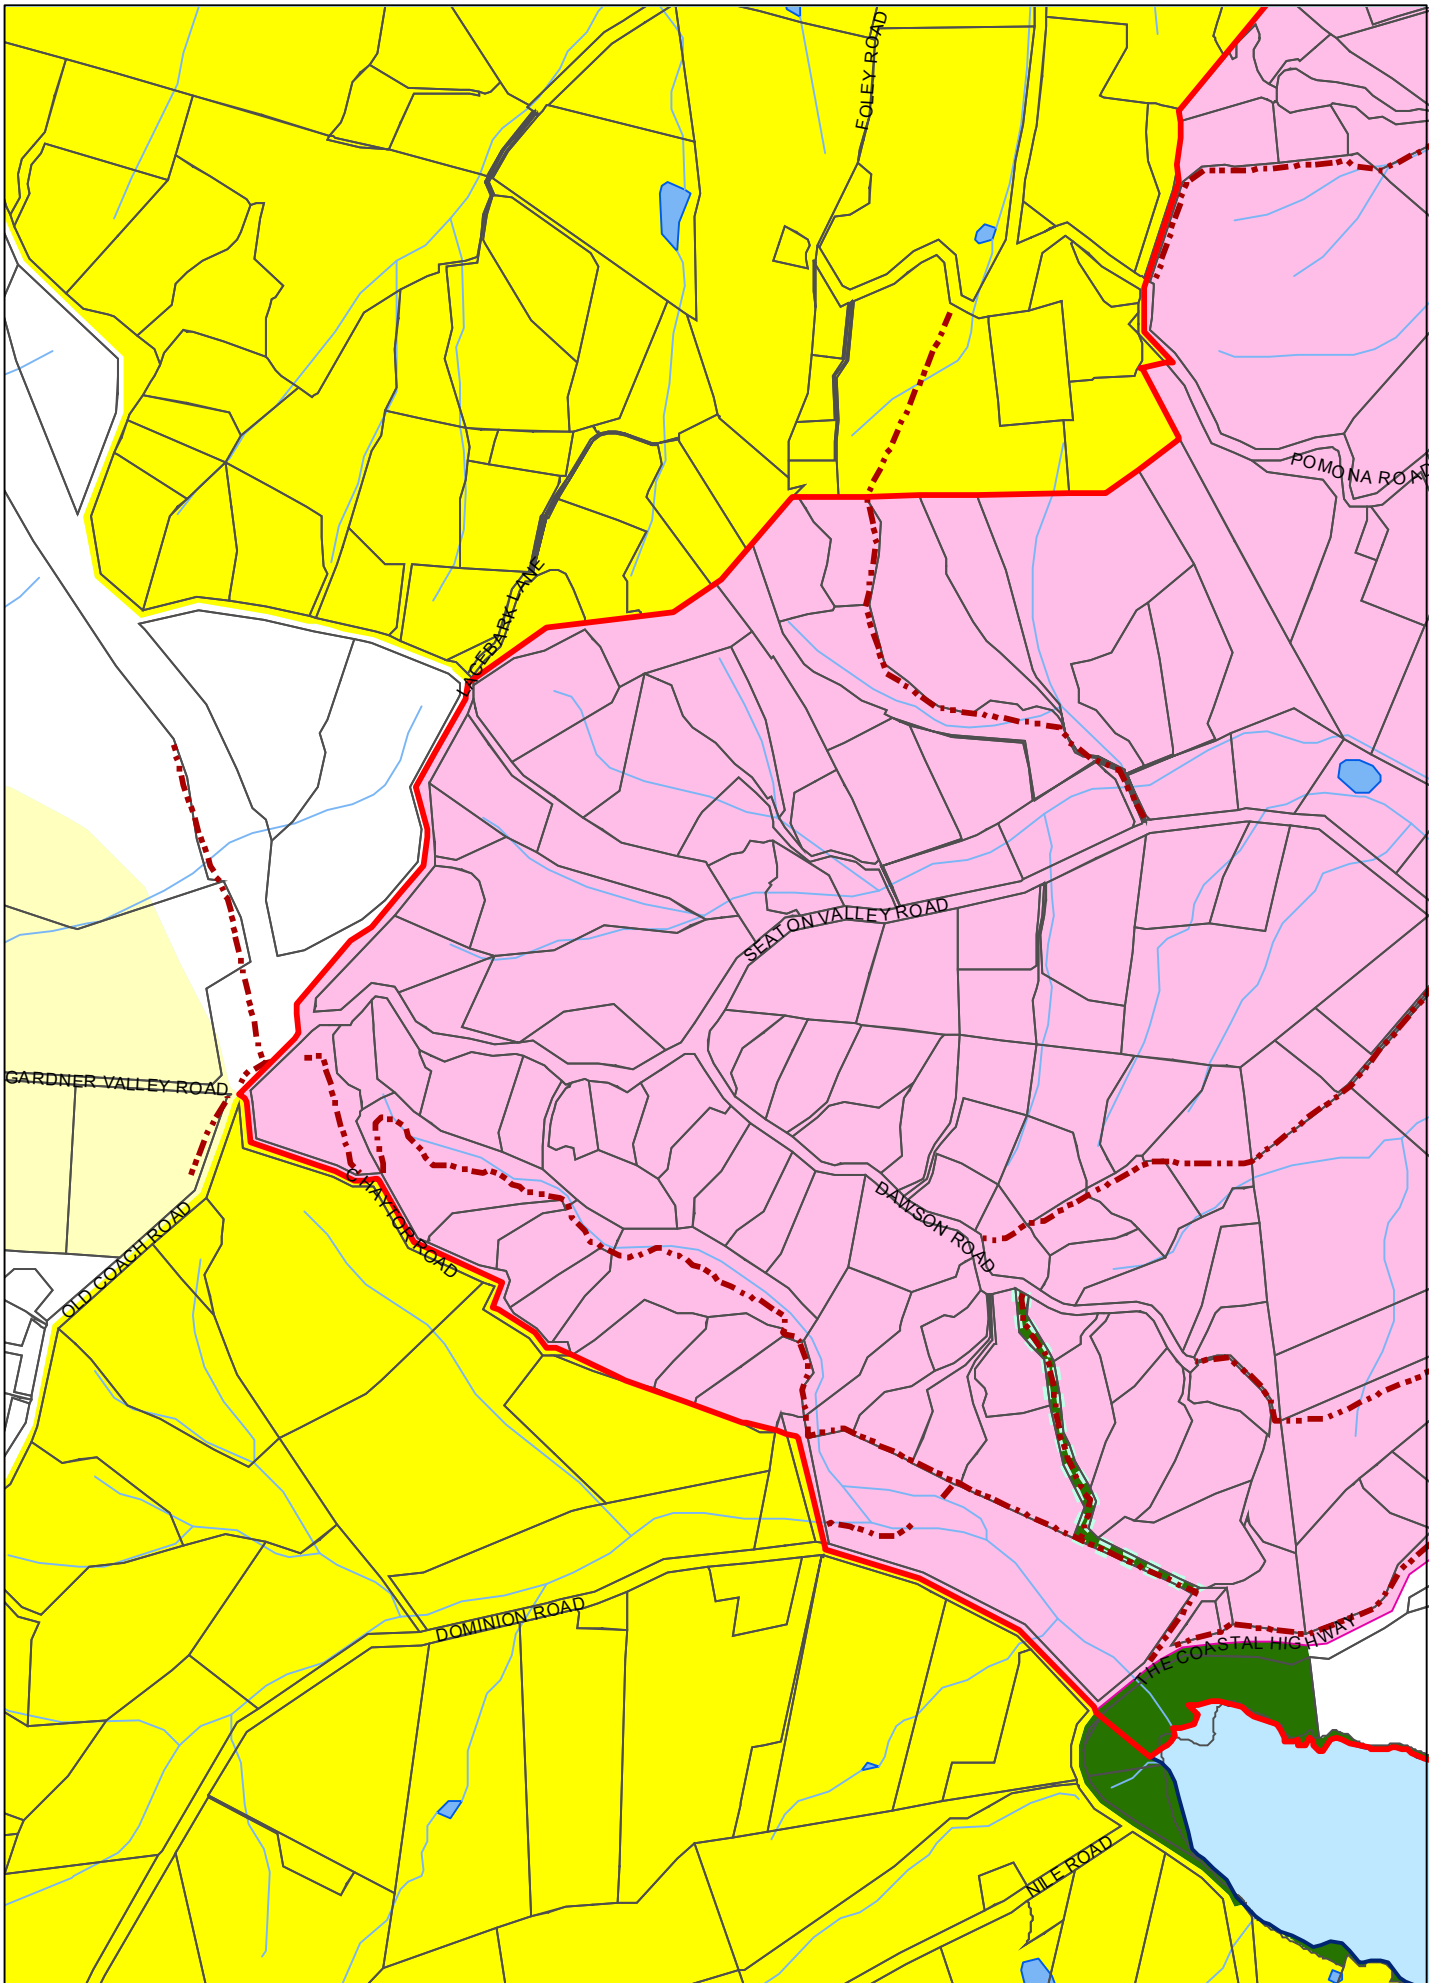 FOLEY ROAD
POMONA ROAD
LACEBARK LANE
SEATON VALLEY ROAD
GARDNER VALLEY ROAD
CHAYTOR ROAD
DAWSON ROAD
OLD COACH ROAD
DOMINION ROAD
THE COASTAL HIGHWAY
NILE ROAD